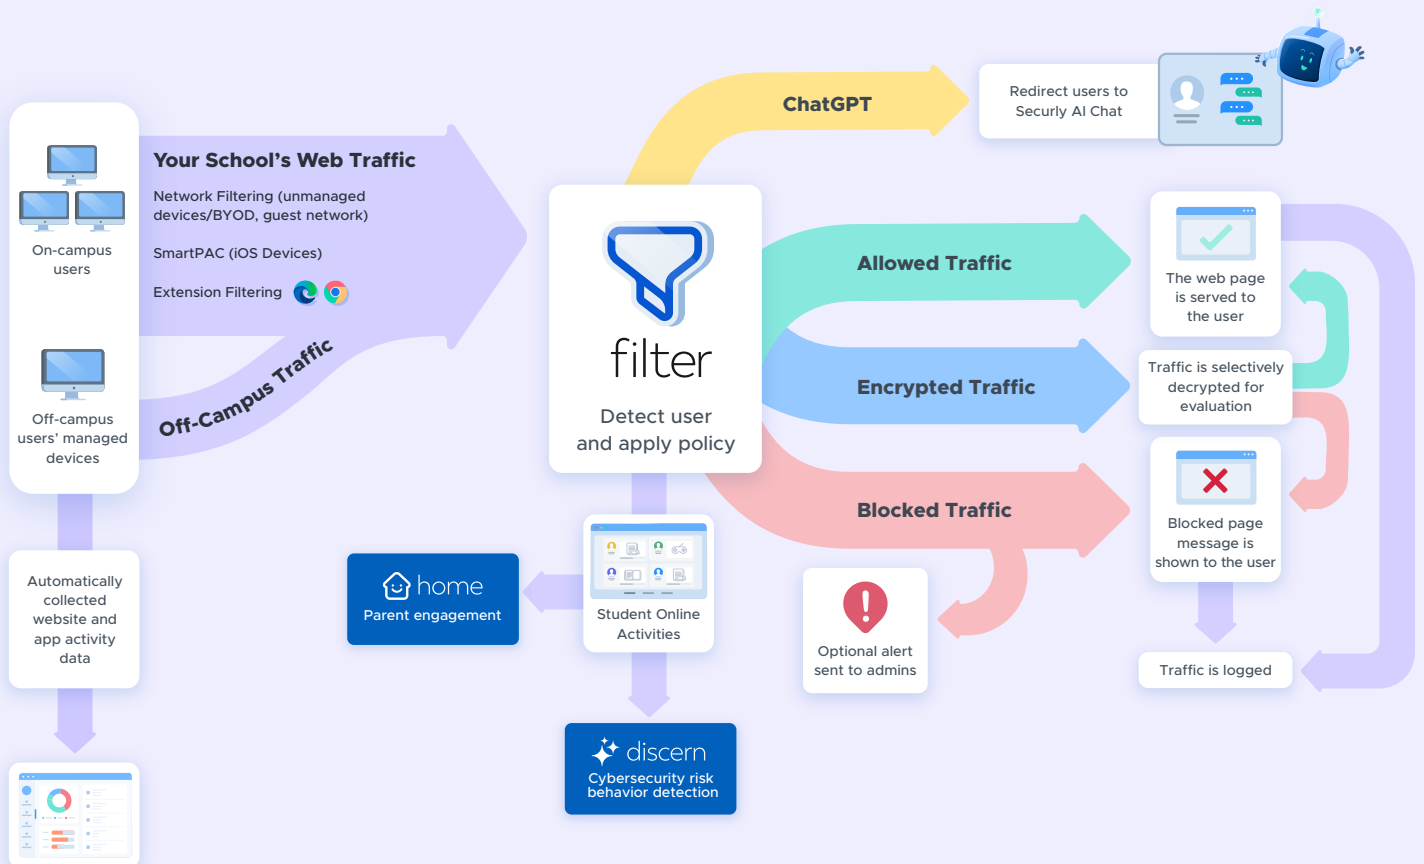 On-campus
users
Off-campus
users’ managed
devices
Your School’s Web Traffic
Network Filtering (unmanaged
devices/BYOD, guest network)
SmartPAC (iOS Devices)
Extension Filtering
Off-Campus Traffic
Automatically
collected
website and
app activity
data
filter
Detect user
and apply policy
ChatGPT
Redirect users to
Securly AI Chat
Allowed Traffic
The web page
is served to
the user
Encrypted Traffic
Traffic is selectively
decrypted for
evaluation
Blocked Traffic
Blocked page
message is
shown to the user
Optional alert
sent to admins
Traffic is logged
Student Online
Activities
home
Parent engagement
discern
Cybersecurity risk
behavior detection